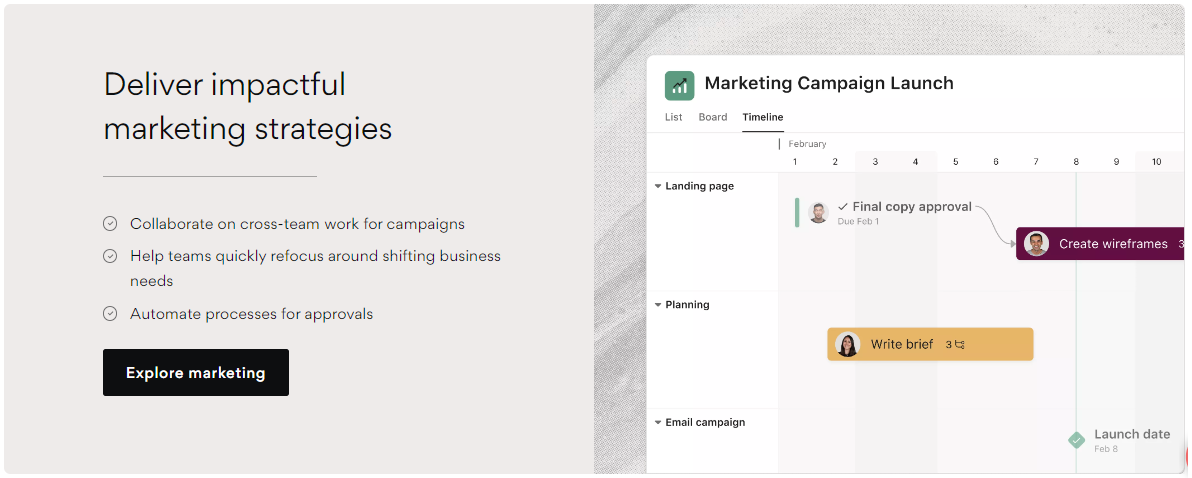 Deliver impactful
marketing strategies
Collaborate on cross-team work for campaigns
Help teams quickly refocus around shifting business
needs
Automate processes for approvals
Explore marketing
Marketing Campaign Launch
List Board Timeline
February
1 2 3 4 5 6 7 8 9 10
Landing page
Final copy approval
Due Feb 1
Create wireframes 3
Planning
Write brief 3
Email campaign
Launch date
Feb 8